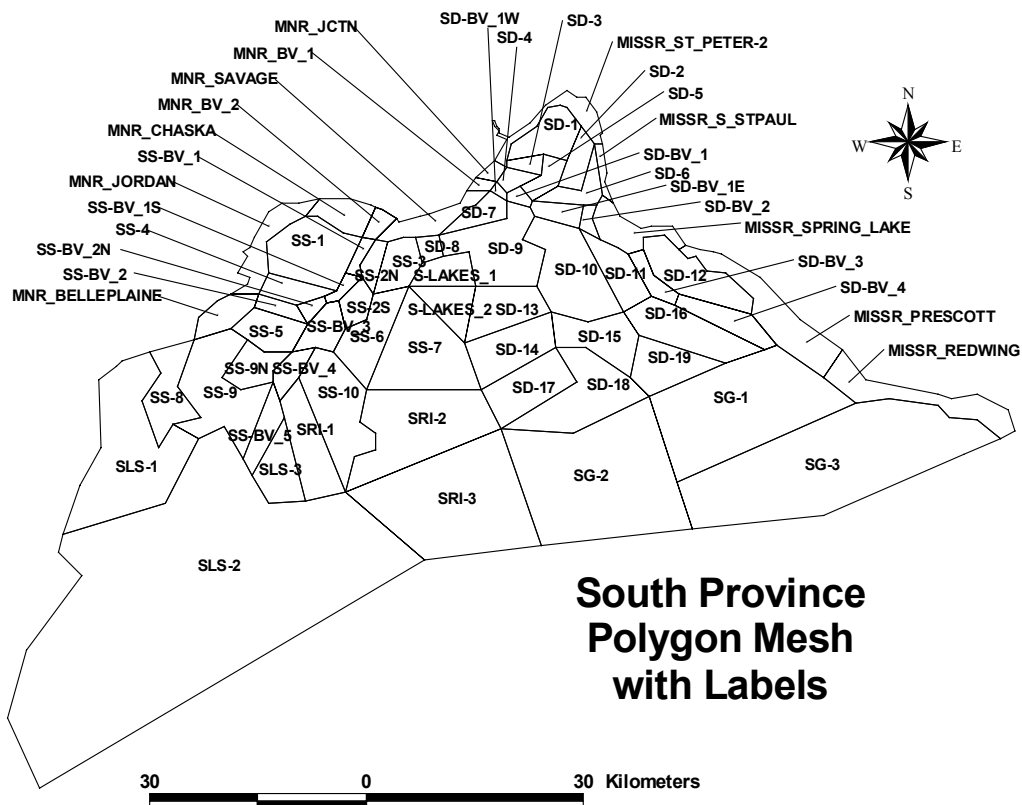 SD-BV_1W
SD-3
MNR_JCTN
SD-4
MISSR_ST_PETER-2
MNR_BV_1
SD-2
MNR_SAVAGE
SD-5
N
MNR_BV_2
SD-1
MISSR_S_STPAUL
MNR_CHASKA
W
E
SS-BV_1
SD-BV_1
MNR_JORDAN
SD-6
S
SD-BV_1E
SS-BV_1S
SD-7
SD-BV_2
SS-4
SS-1
MISSR_SPRING_LAKE
SS-BV_2N
SS-3
SD-8
SD-9
SS-BV_2
SS-2N
S-LAKES_1
SD-10
SD-11
SD-12
SD-BV_3
MNR_BELLEPLAINE
SD-BV_4
SS-2S
S-LAKES_2
SD-13
SD-16
SS-5
SS-BV_3
SS-6
MISSR_PRESCOTT
SS-7
SD-14
SD-15
MISSR_REDWING
SS-9N
SS-BV_4
SD-19
SS-8
SS-9
SS-10
SD-17
SD-18
SG-1
SS-BV_5
SRI-1
SRI-2
SLS-1
SLS-3
SG-3
SRI-3
SG-2
SLS-2
South Province
Polygon Mesh
with Labels
30 0 30 Kilometers